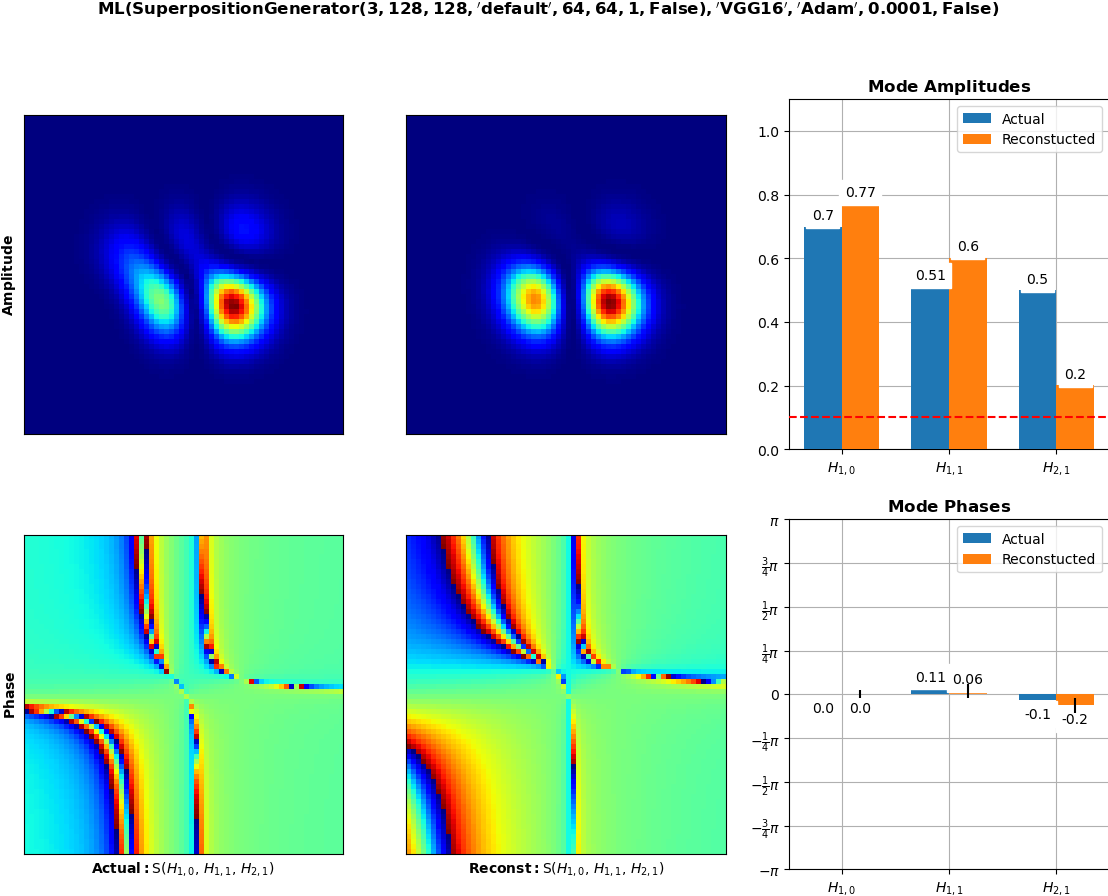 ML(SuperpositionGenerator(3, 128, 128, 'default', 64, 64, 1, False), 'VGG16', 'Adam', 0.0001, False)
Amplitude
Mode Amplitudes
Actual
Reconstucted
1.0
0.8
0.6
0.4
0.2
0.0
0.7
0.77
0.51
0.6
0.5
0.2
H₁,₀
H₁,₁
H₂,₁
Phase
Actual: S(H₁,₀, H₁,₁, H₂,₁)
Reconst: S(H₁,₀, H₁,₁, H₂,₁)
Mode Phases
Actual
Reconstucted
π
¾π
½π
¼π
0
−¼π
−½π
−¾π
−π
0.0
0.0
0.11
0.06
-0.1
-0.2
H₁,₀
H₁,₁
H₂,₁